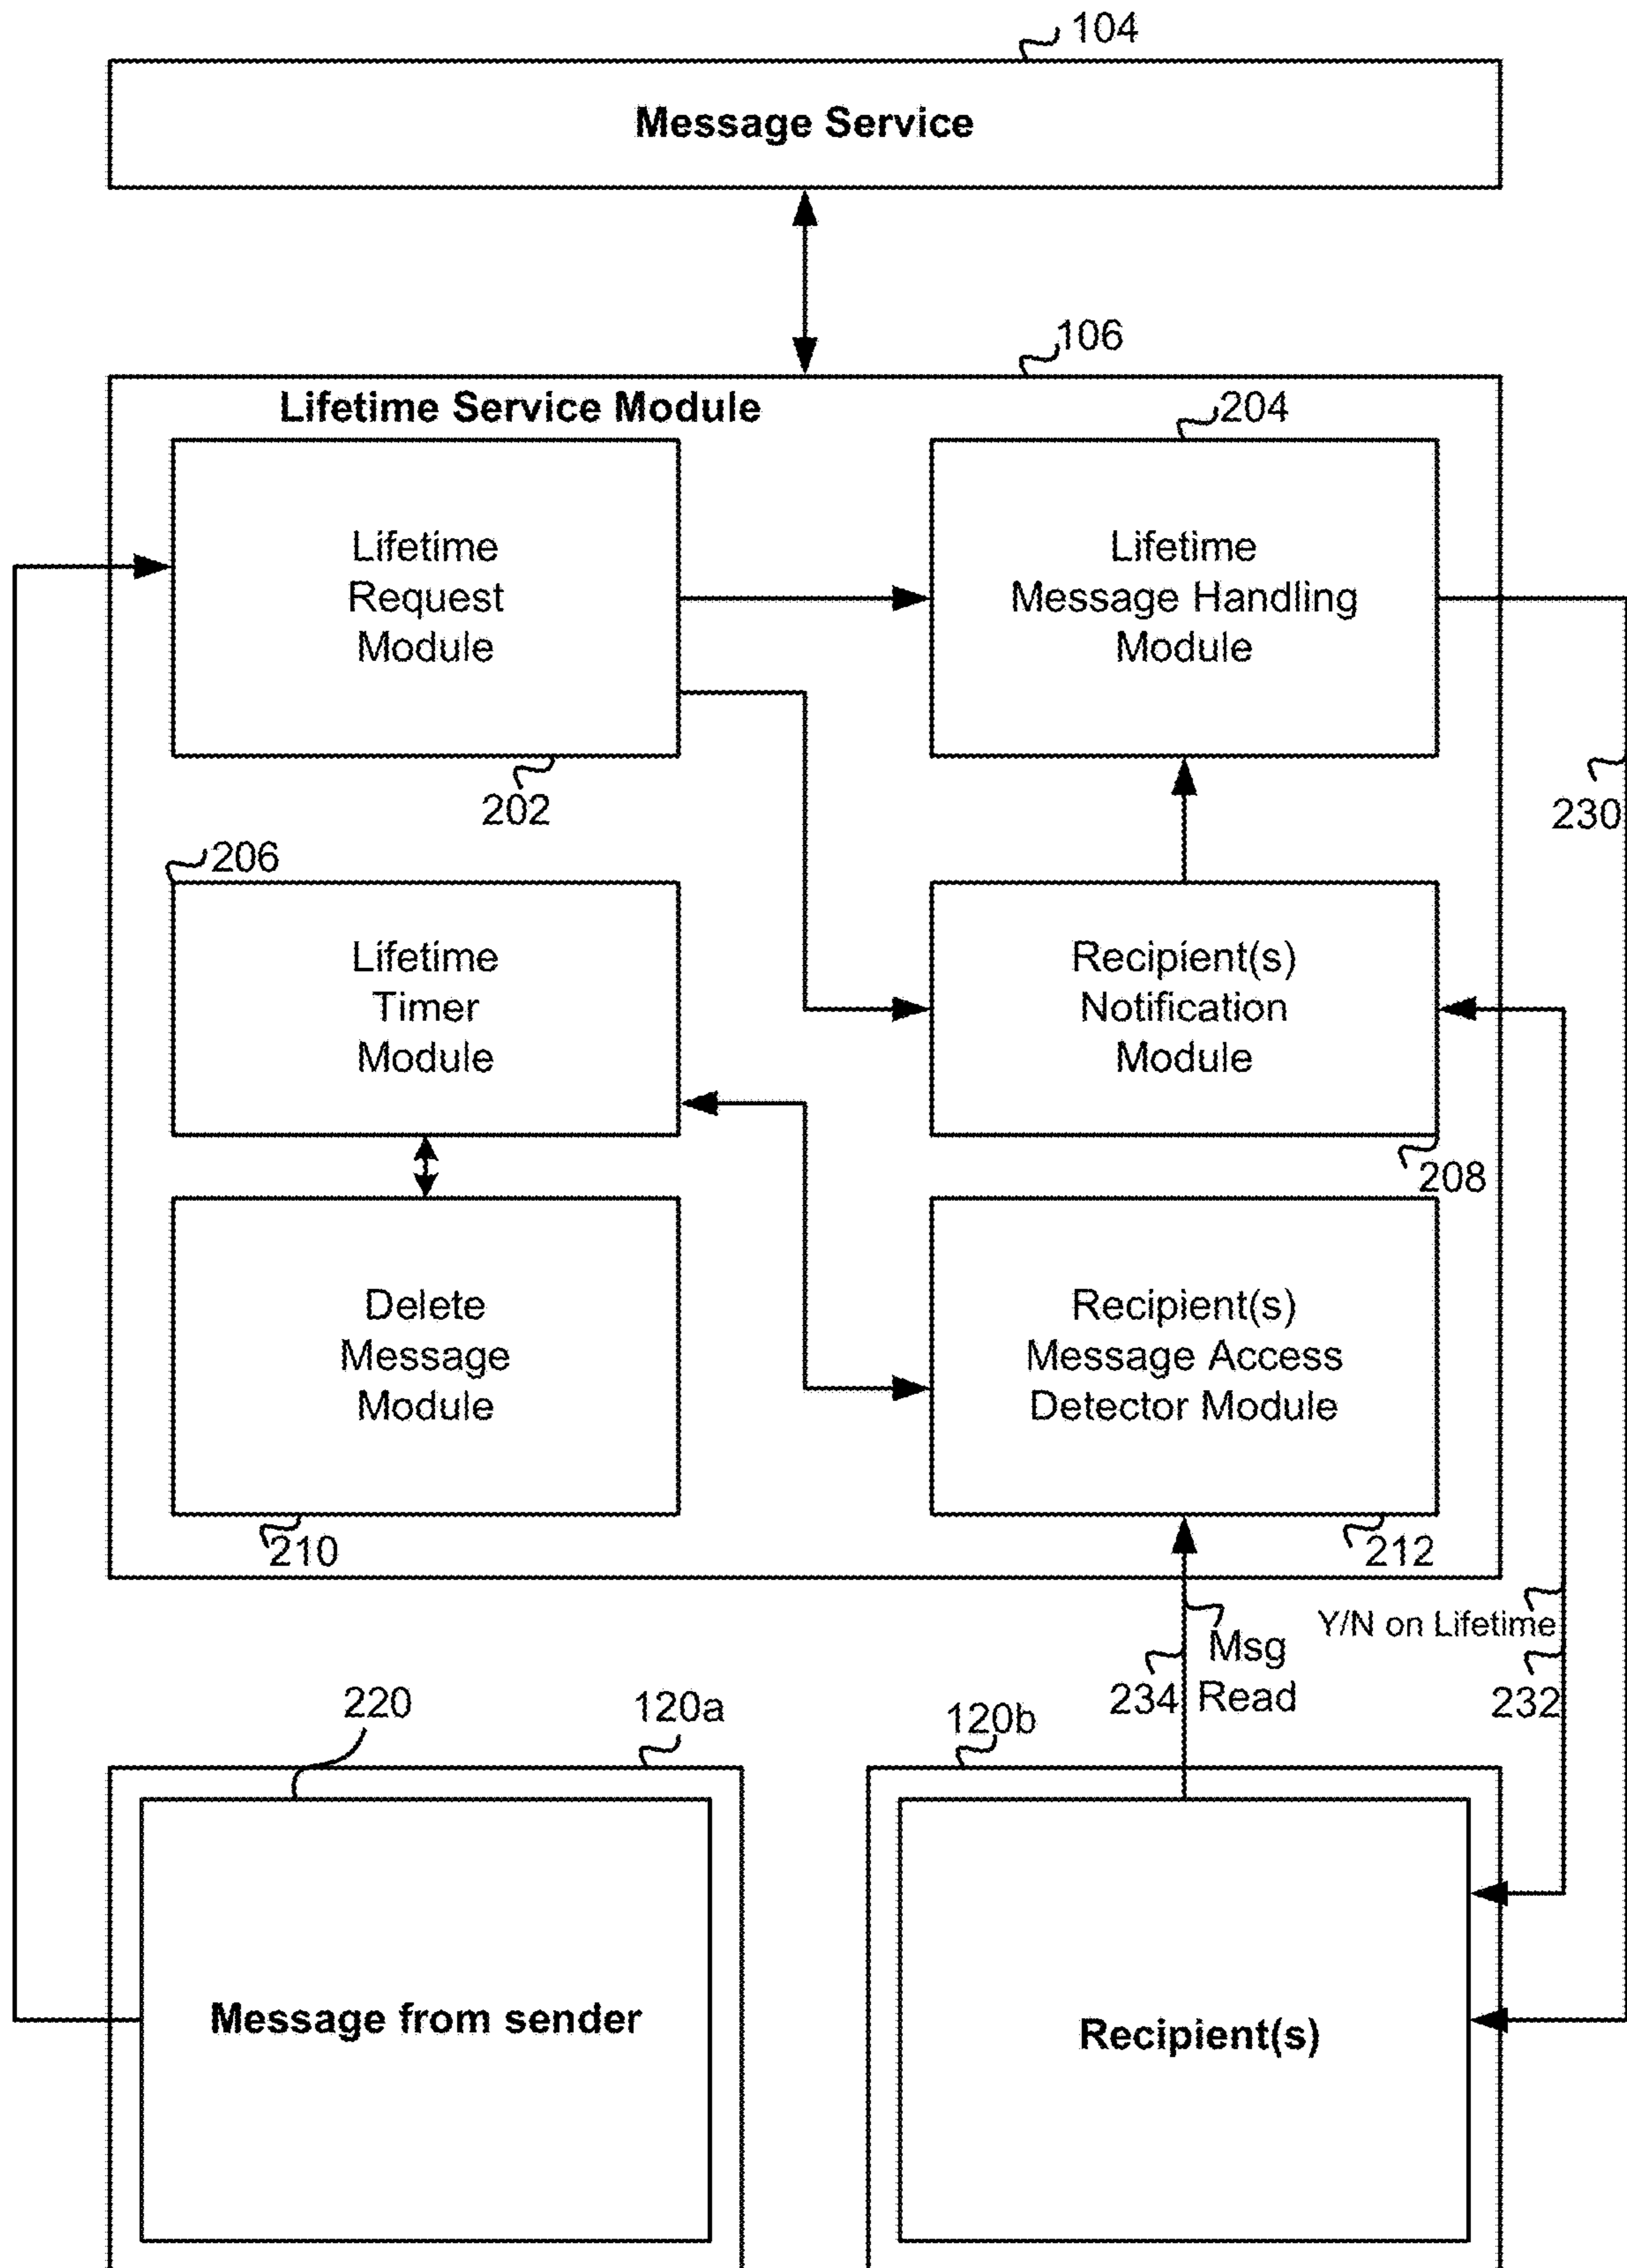 104
Message Service
106
Lifetime Service Module
204
Lifetime
Request
Module
Lifetime
Message Handling
Module
202
230
206
Lifetime
Timer
Module
Recipient(s)
Notification
Module
208
Delete
Message
Module
Recipient(s)
Message Access
Detector Module
210
212
Y/N on Lifetime
Msg
Read
234
232
220
120a
120b
Message from sender
Recipient(s)